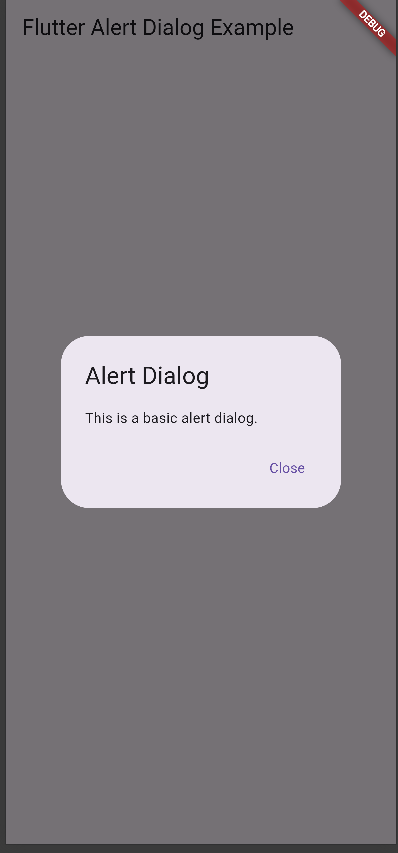 Flutter Alert Dialog Example
DEBUG
Alert Dialog
This is a basic alert dialog.
Close